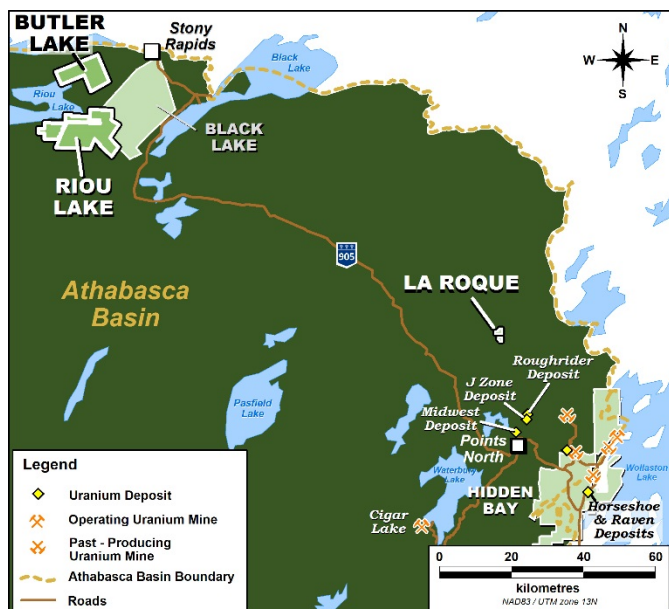 BUTLER
LAKE
Stony
Rapids
Black
Lake
N
W
E
S
Riou
Lake
BLACK
LAKE
RIOU
LAKE
905
Athabasca
Basin
LA ROQUE
Roughrider
Deposit
J Zone
Deposit
Midwest
Deposit
Points
North
Pasfield
Lake
Waterbury
Lake
HIDDEN
BAY
Wollaston
Lake
Cigar
Lake
Horseshoe
& Raven
Deposits
Legend
Uranium Deposit
Operating Uranium Mine
Past - Producing
Uranium Mine
Athabasca Basin Boundary
Roads
0 20 40 60
kilometres
NAD83 / UTM zone 13N